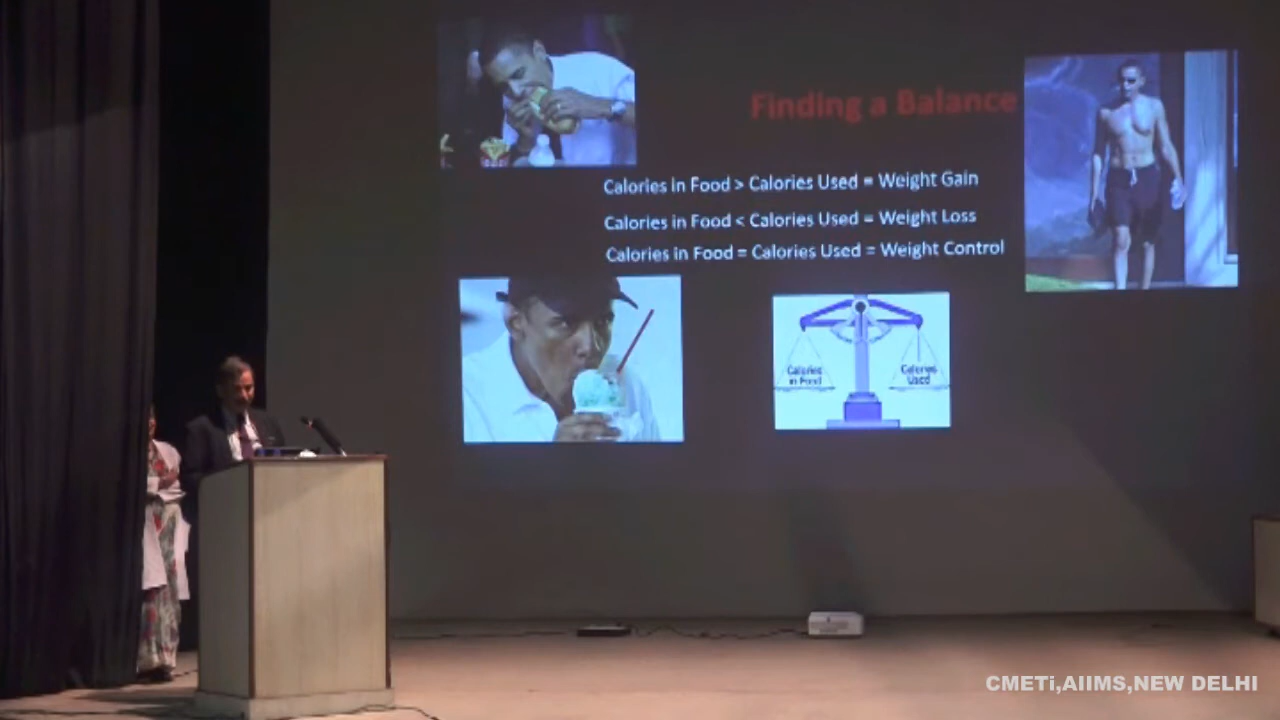 Finding a Balance
Calories in Food > Calories Used = Weight Gain
Calories in Food < Calories Used = Weight Loss
Calories in Food = Calories Used = Weight Control
Calories
in Food
Calories
Used
CMETi,AIIMS,NEW DELHI